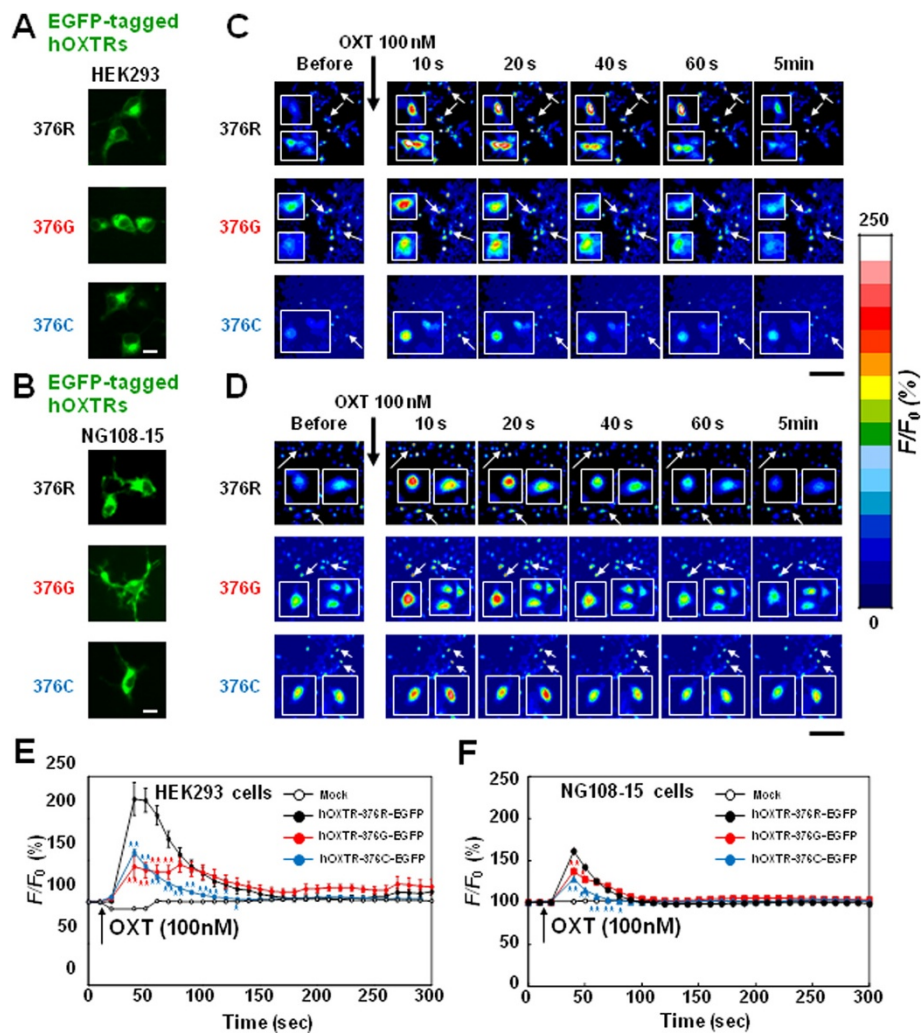 A EGFP-tagged hOXTRs
HEK293
376R
376G
376C
C
OXT 100 nM
Before 10 s 20 s 40 s 60 s 5min
376R
376G
376C
250
F/F0 (%)
0
B EGFP-tagged hOXTRs
NG108-15
376R
376G
376C
D
OXT 100 nM
Before 10 s 20 s 40 s 60 s 5min
376R
376G
376C
E
HEK293 cells
Mock
hOXTR-376R-EGFP
hOXTR-376G-EGFP
hOXTR-376C-EGFP
F/F0 (%)
250
200
150
100
50
0
OXT (100nM)
0 50 100 150 200 250 300
Time (sec)
F
NG108-15 cells
Mock
hOXTR-376R-EGFP
hOXTR-376G-EGFP
hOXTR-376C-EGFP
F/F0 (%)
250
200
150
100
50
0
OXT (100nM)
0 50 100 150 200 250 300
Time (sec)